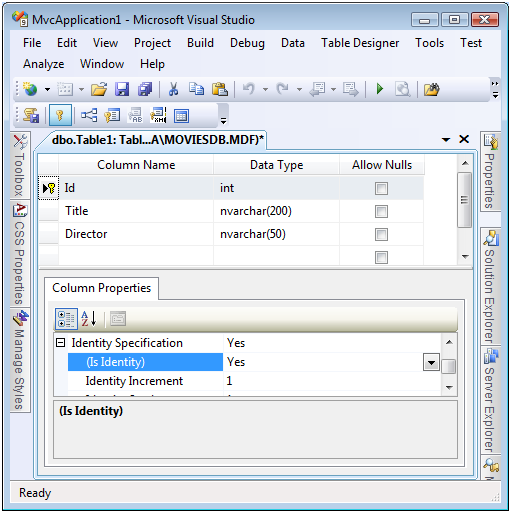 MvcApplication1 - Microsoft Visual Studio
File Edit View Project Build Debug Data Table Designer Tools Test
Analyze Window Help
dbo.Table1: Tabl...A\MOVIESDB.MDF)*
Toolbox
CSS Properties
Manage Styles
Column Name Data Type Allow Nulls
Id int
Title nvarchar(200)
Director nvarchar(50)
Column Properties
Identity Specification Yes
(Is Identity) Yes
Identity Increment 1
(Is Identity)
Properties
Solution Explorer
Server Explorer
Ready